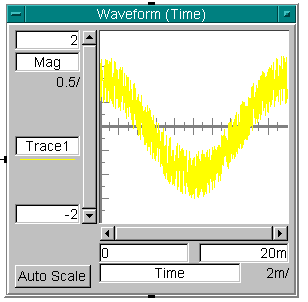 Waveform (Time)
2
Mag
0.5/
Trace1
-2
0 20m
Time 2m/
Auto Scale